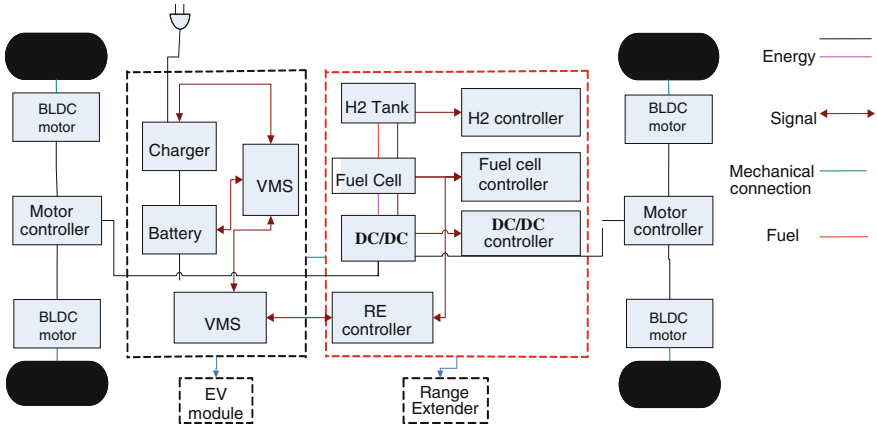 BLDC
motor
Motor
controller
BLDC
motor
Charger
Battery
VMS
VMS
EV
module
H2 Tank
Fuel Cell
DC/DC
H2 controller
Fuel cell
controller
DC/DC
controller
RE
controller
Range
Extender
BLDC
motor
Motor
controller
BLDC
motor
Energy
Signal
Mechanical
connection
Fuel